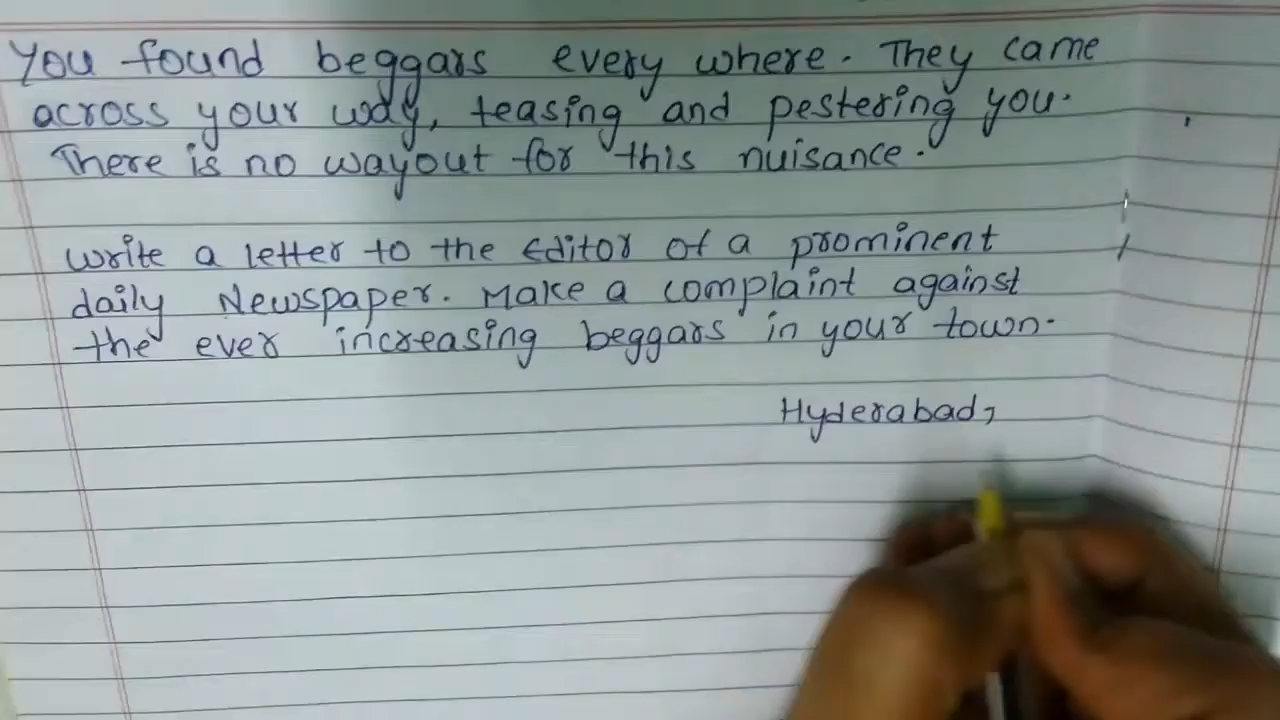 You found beggars every where. They came
across your way, teasing and pestering you.
There is no wayout for this nuisance.
write a letter to the Editor of a prominent
daily Newspaper. Make a complaint against
the ever increasing beggars in your town.
Hyderabad,